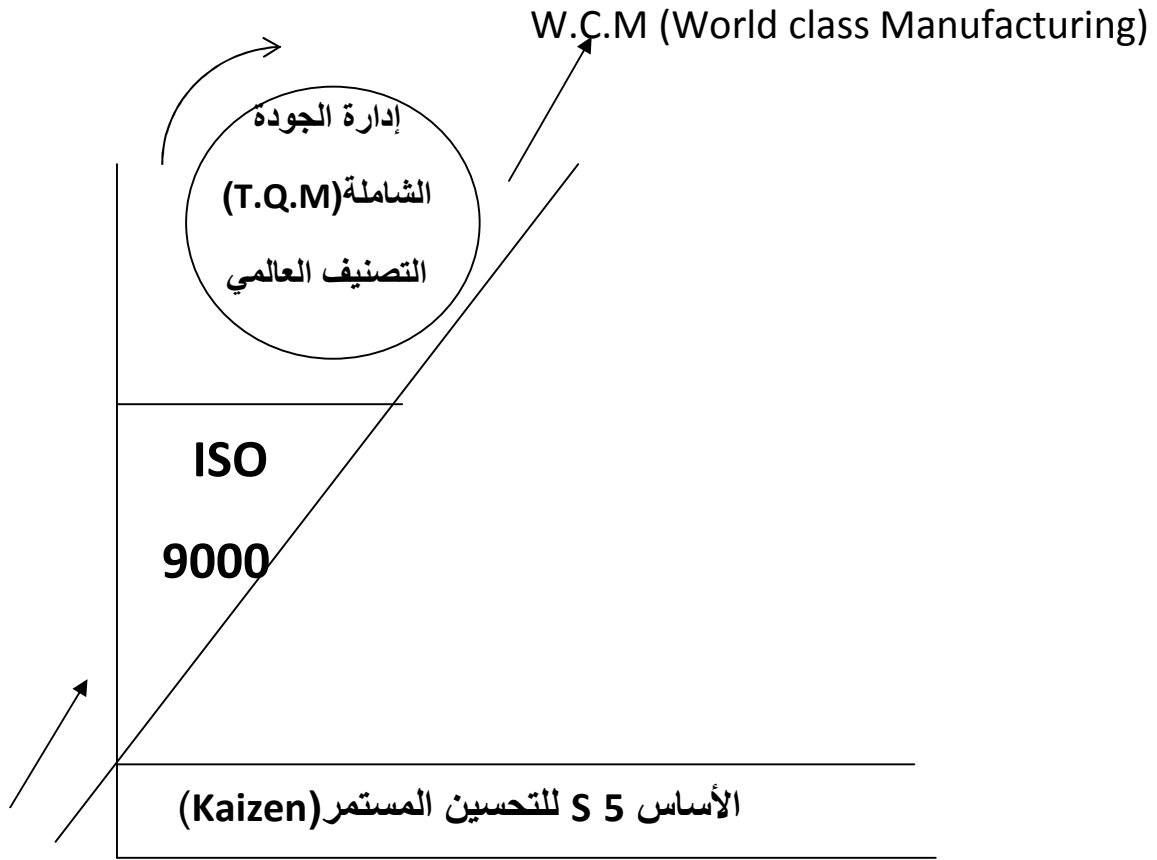 W.C.M (World class Manufacturing)
إدارة الجودة
الشاملة(T.Q.M)
التصنيف العالمي
ISO
9000
الأساس 5 S للتحسين المستمر(Kaizen)